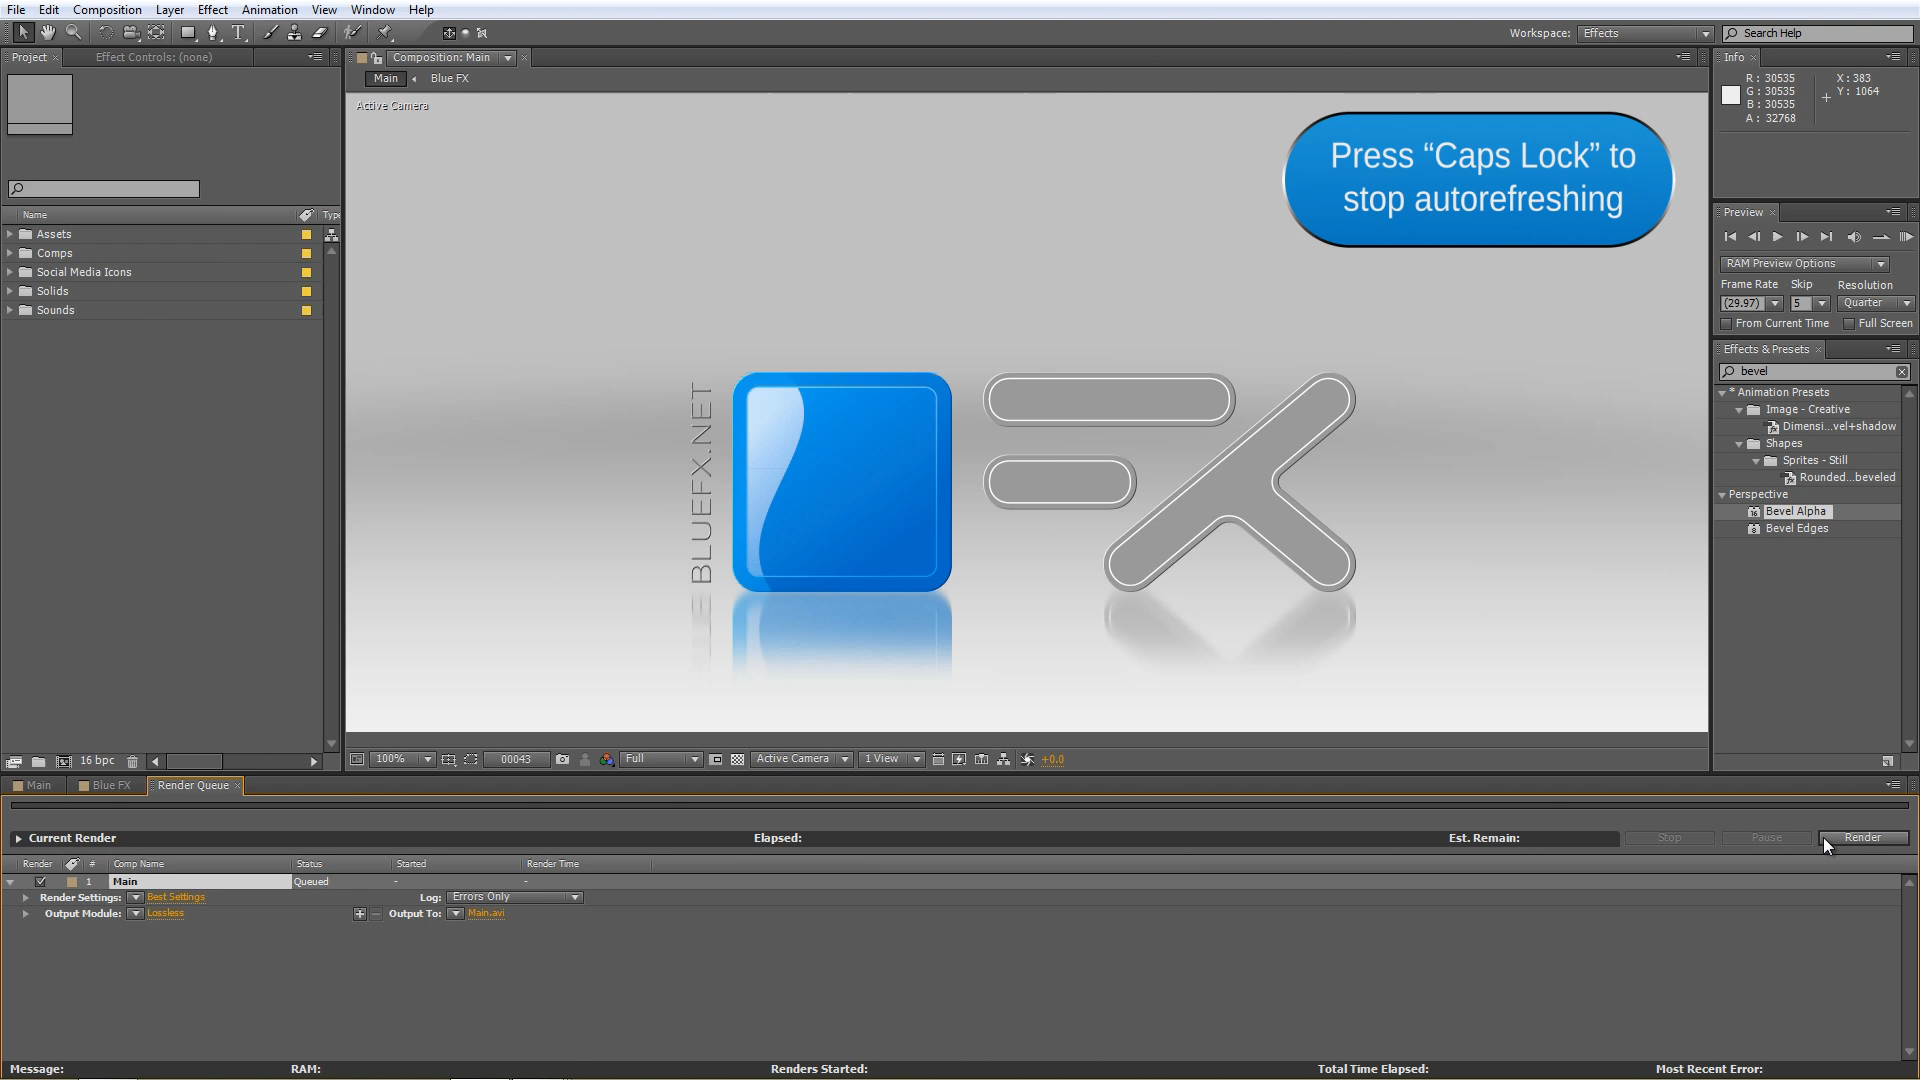 File Edit Composition Layer Effect Animation View Window Help
Workspace: Effects Search Help
Project Effect Controls: (none)
Composition: Main
Main Blue FX
Active Camera
Press “Caps Lock” to
stop autorefreshing
BLUEFX.NET
Name Type
Assets
Comps
Social Media Icons
Solids
Sounds
16 bpc
100% 00043 Full Active Camera 1 View +0.0
Info
R: 30535 X: 383
G: 30535 Y: 1064
B: 30535
A: 32768
Preview
RAM Preview Options
Frame Rate Skip Resolution
(29.97) 5 Quarter
From Current Time Full Screen
Effects & Presets
bevel
* Animation Presets
Image - Creative
Dimensi...vel+shadow
Shapes
Sprites - Still
Rounded...beveled
Perspective
Bevel Alpha
Bevel Edges
Main Blue FX Render Queue
Current Render Elapsed: Est. Remain: Stop Pause Render
Render # Comp Name Status Started Render Time
1 Main Queued - -
Render Settings: Best Settings Log: Errors Only
Output Module: Lossless Output To: Main.avi
Message: RAM: Renders Started: Total Time Elapsed: Most Recent Error: